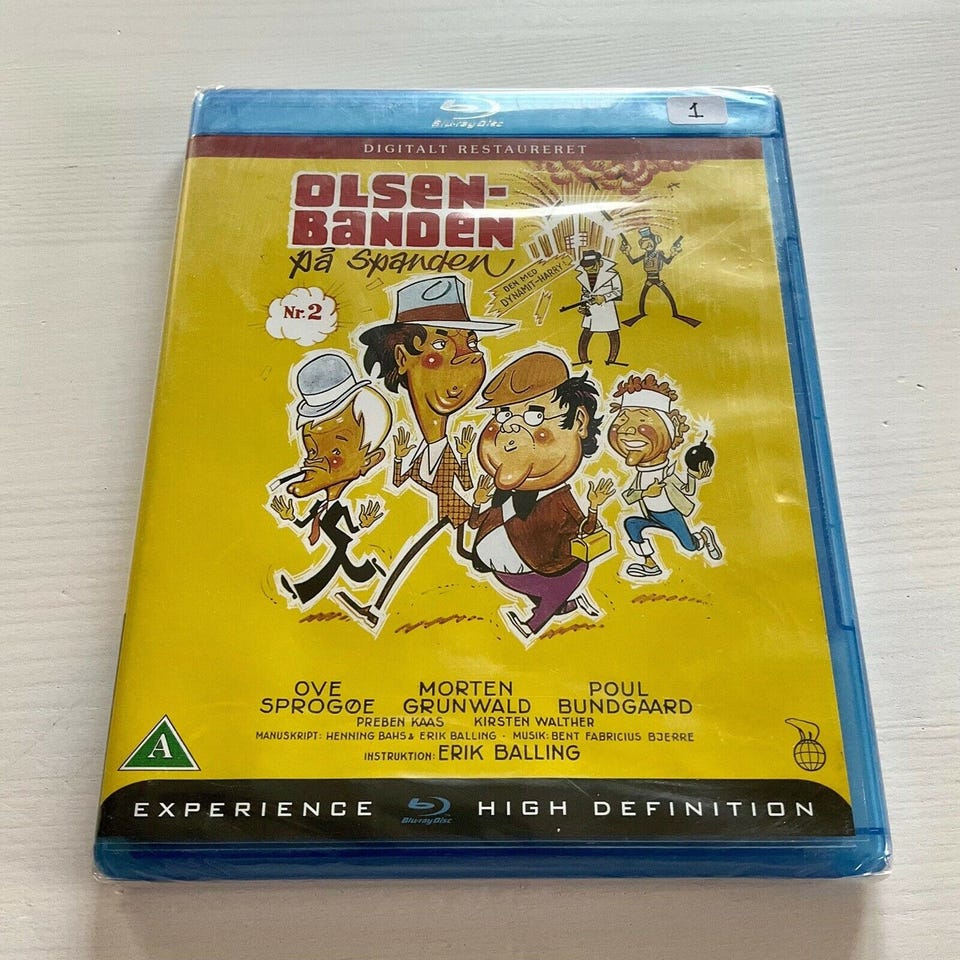 Blu-ray Disc
1
DIGITALT RESTAURERET
OLSEN-
BANDEN
på spanden
DEN MED
DYNAMIT-HARRY!
Nr. 2
OVE MORTEN POUL
SPROGØE GRUNWALD BUNDGAARD
PREBEN KAAS KIRSTEN WALTHER
MANUSKRIPT: HENNING BAHS & ERIK BALLING · MUSIK: BENT FABRICIUS BJERRE
INSTRUKTION: ERIK BALLING
A
EXPERIENCE Blu-ray Disc HIGH DEFINITION